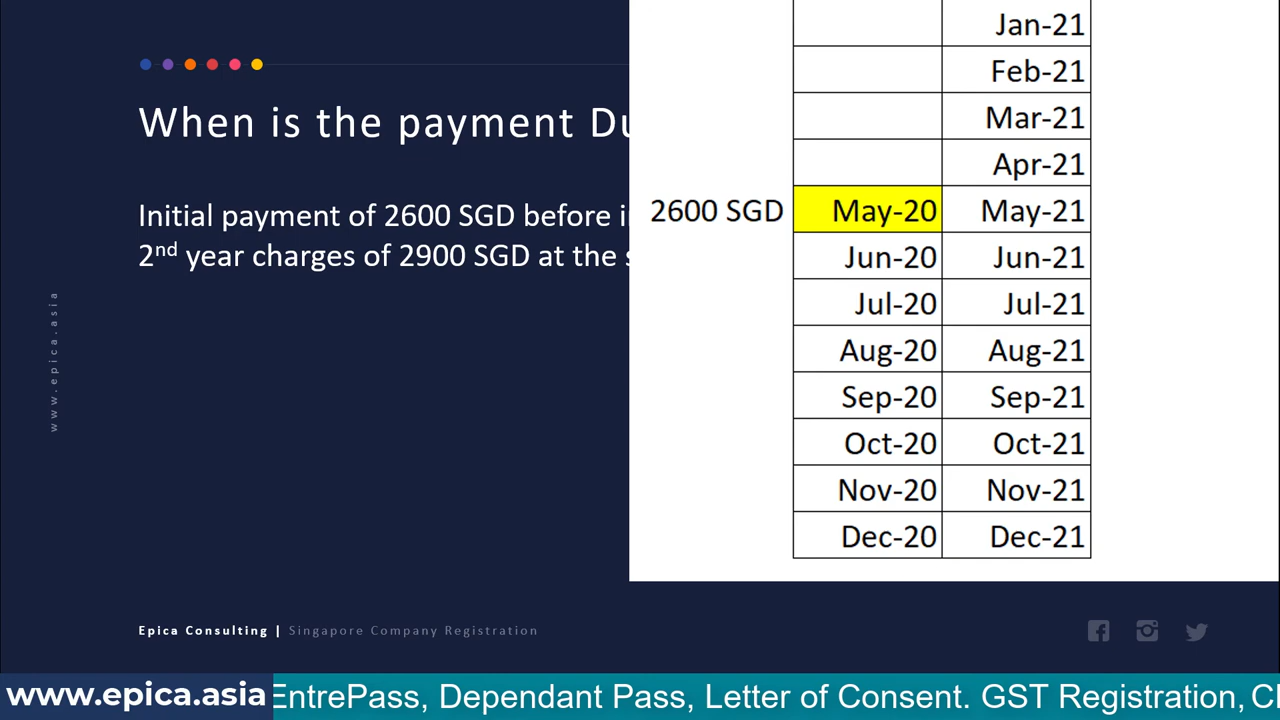 When is the payment
Initial payment of 2600 SGD before
2nd year charges of 2900 SGD at the
www.epica.asia
Jan-21
Feb-21
Mar-21
Apr-21
2600 SGD May-20 May-21
Jun-20 Jun-21
Jul-20 Jul-21
Aug-20 Aug-21
Sep-20 Sep-21
Oct-20 Oct-21
Nov-20 Nov-21
Dec-20 Dec-21
Epica Consulting | Singapore Company Registration
www.epica.asia EntrePass, Dependant Pass, Letter of Consent. GST Registration,